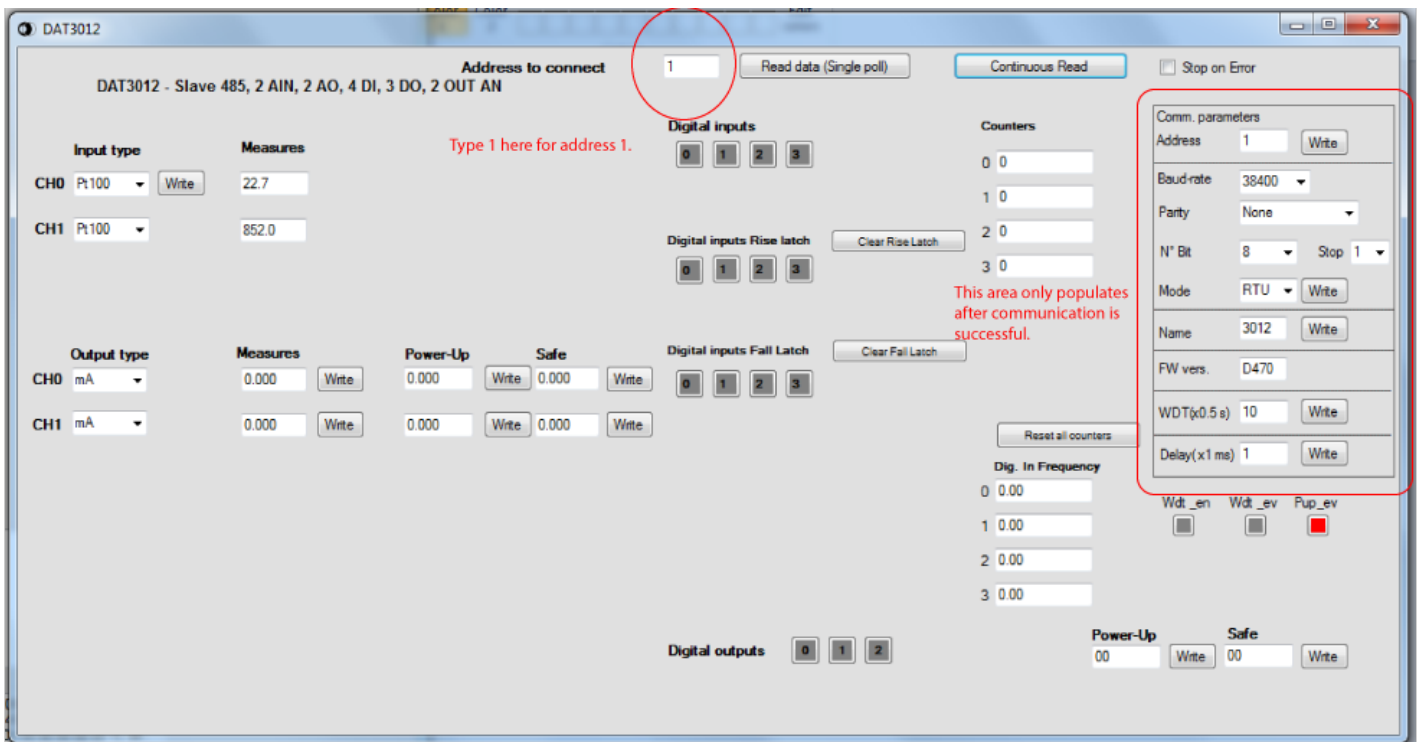 DAT3012
Address to connect 1 Read data (Single poll) Continuous Read Stop on Error
DAT3012 - Slave 485, 2 AIN, 2 AO, 4 DI, 3 DO, 2 OUT AN
Type 1 here for address 1.
Input type Measures
CH0 Pt100 Write 22.7
CH1 Pt100 852.0
Digital inputs
0 1 2 3
Digital inputs Rise latch Clear Rise Latch
0 1 2 3
Counters
0 0
1 0
2 0
3 0
This area only populates
after communication is
successful.
Comm. parameters
Address 1 Write
Baud-rate 38400
Parity None
N° Bit 8 Stop 1
Mode RTU Write
Name 3012 Write
FW vers. D470
WDT(x0.5 s) 10 Write
Delay(x1 ms) 1 Write
Wdt_en Wdt_ev Pup_ev
Output type Measures Power-Up Safe
CH0 mA 0.000 Write 0.000 Write 0.000 Write
CH1 mA 0.000 Write 0.000 Write 0.000 Write
Digital inputs Fall Latch Clear Fall Latch
0 1 2 3
Reset all counters
Dig. In Frequency
0 0.00
1 0.00
2 0.00
3 0.00
Digital outputs 0 1 2
Power-Up Safe
00 Write 00 Write